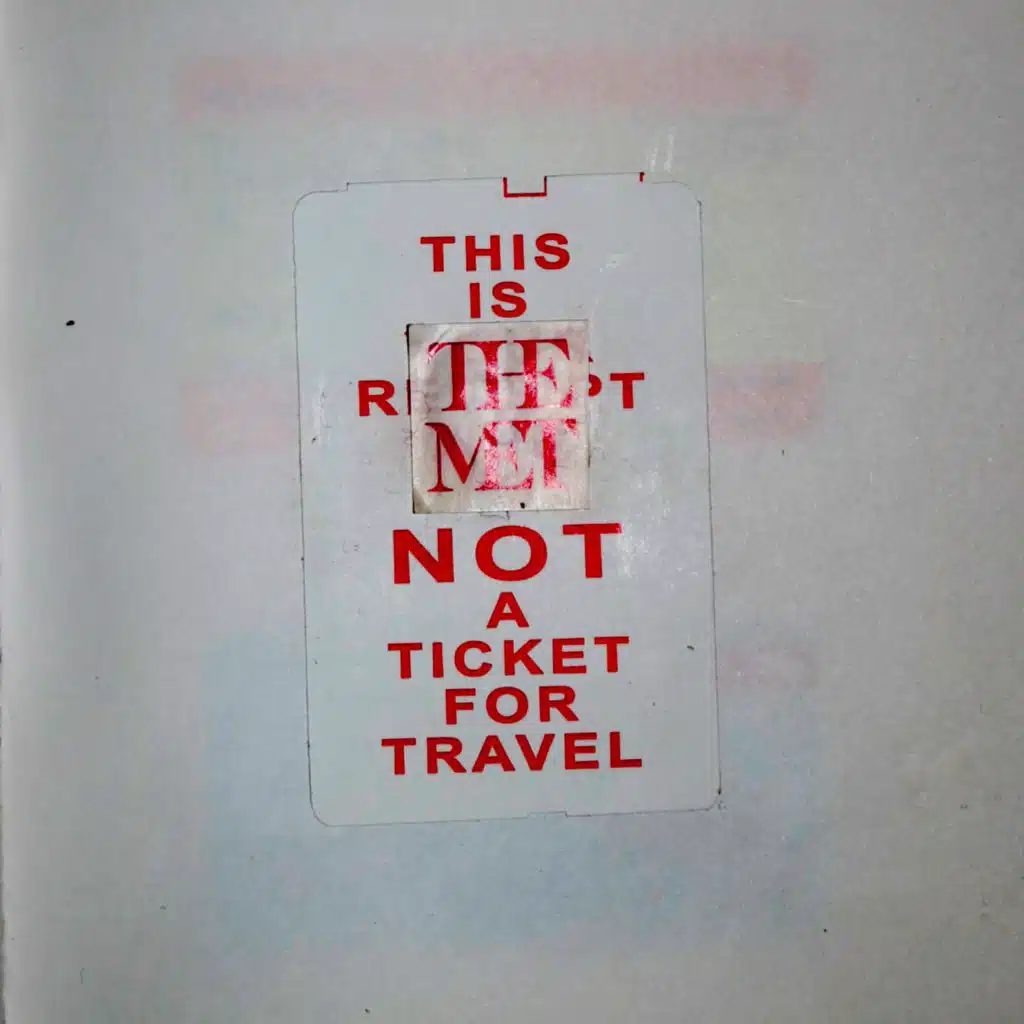 THIS
IS
THE
MET
NOT
A
TICKET
FOR
TRAVEL